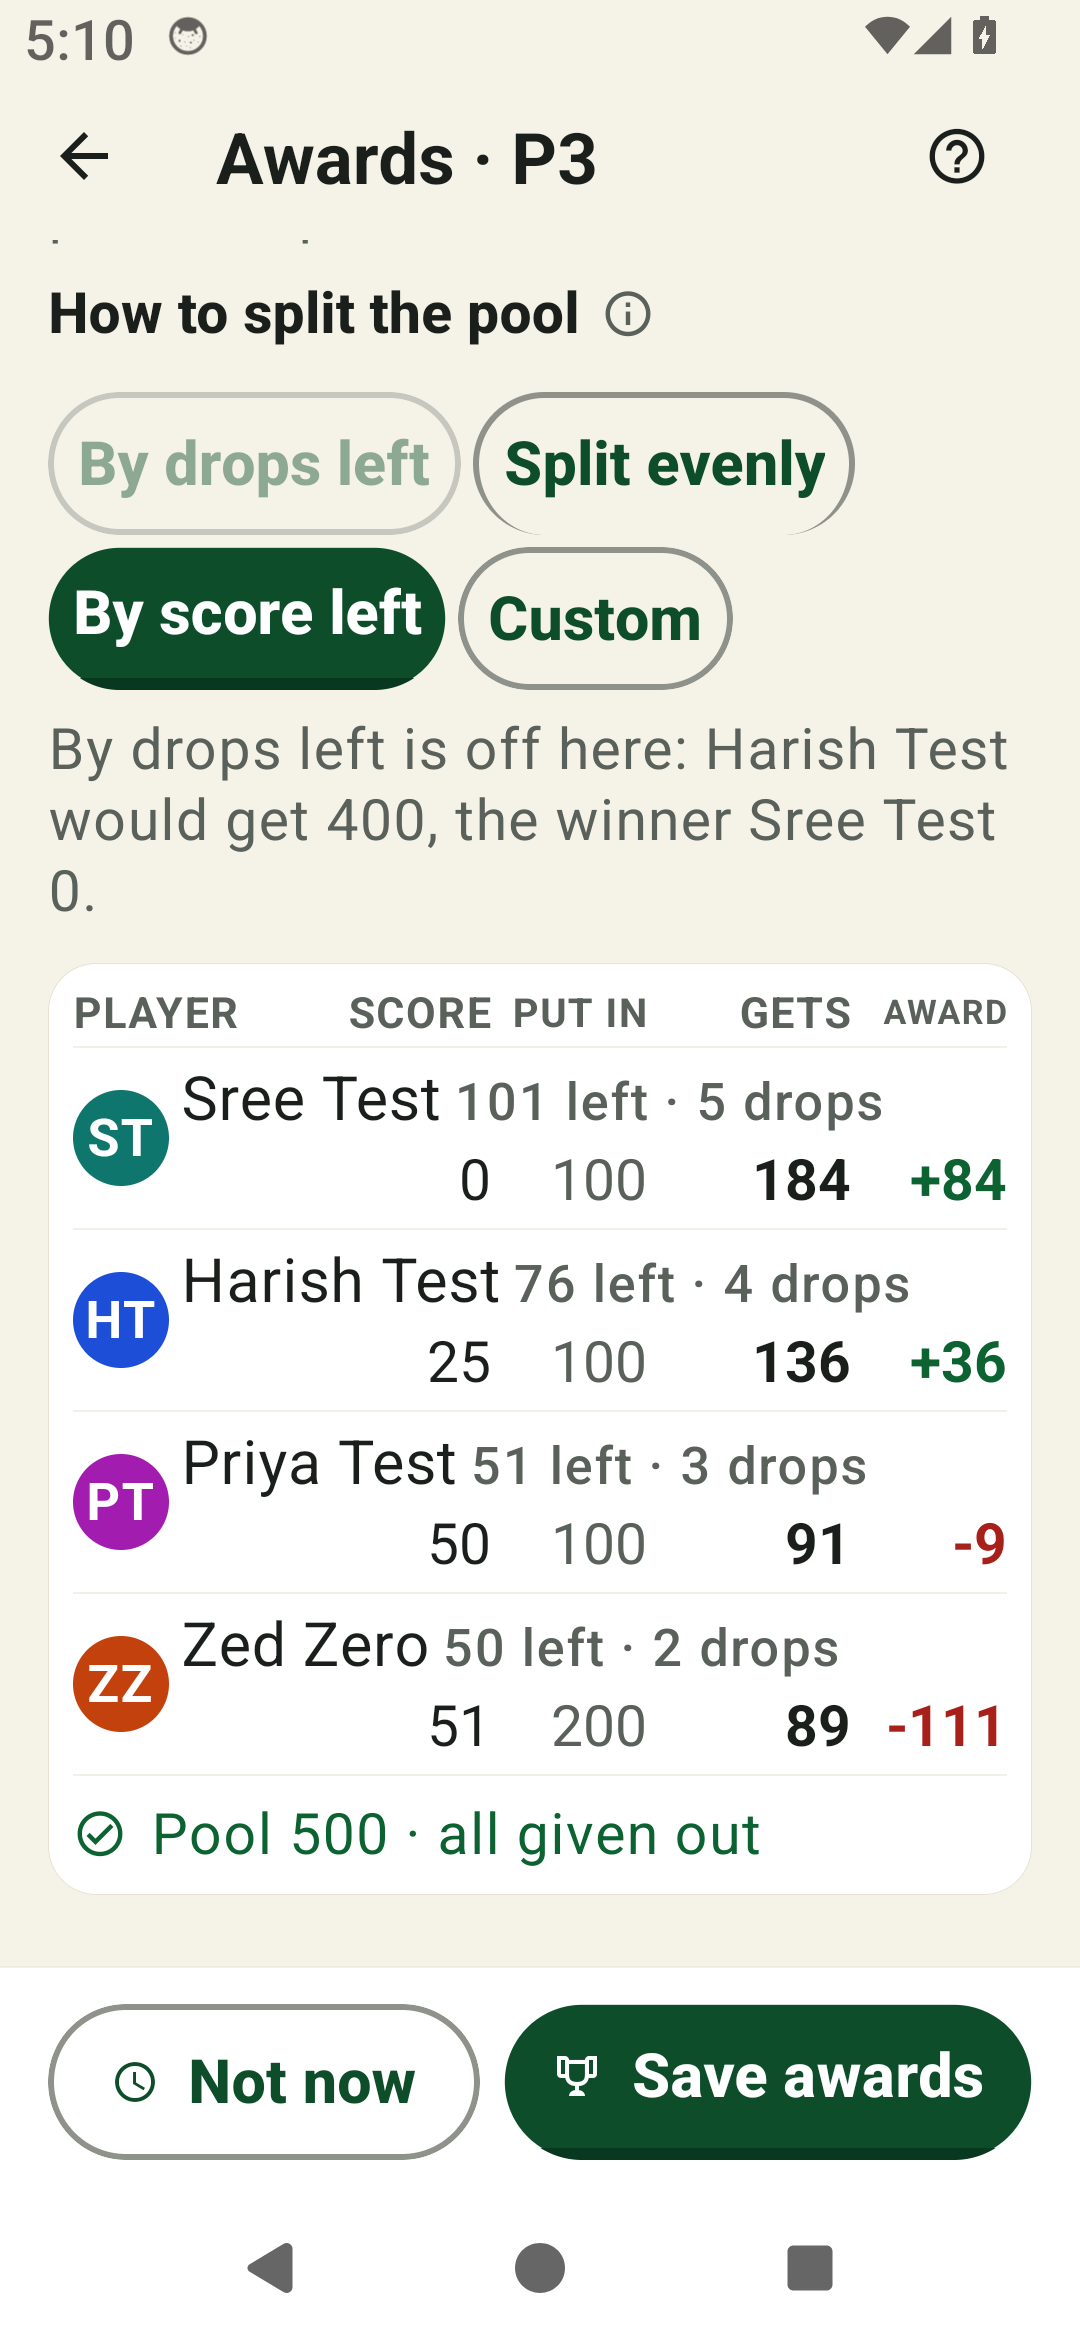 5:10
Awards · P3
How to split the pool
By drops left
Split evenly
By score left
Custom
By drops left is off here: Harish Test
would get 400, the winner Sree Test
0.
PLAYER SCORE PUT IN GETS AWARD
ST Sree Test 101 left · 5 drops
0 100 184 +84
HT Harish Test 76 left · 4 drops
25 100 136 +36
PT Priya Test 51 left · 3 drops
50 100 91 -9
ZZ Zed Zero 50 left · 2 drops
51 200 89 -111
Pool 500 · all given out
Not now
Save awards